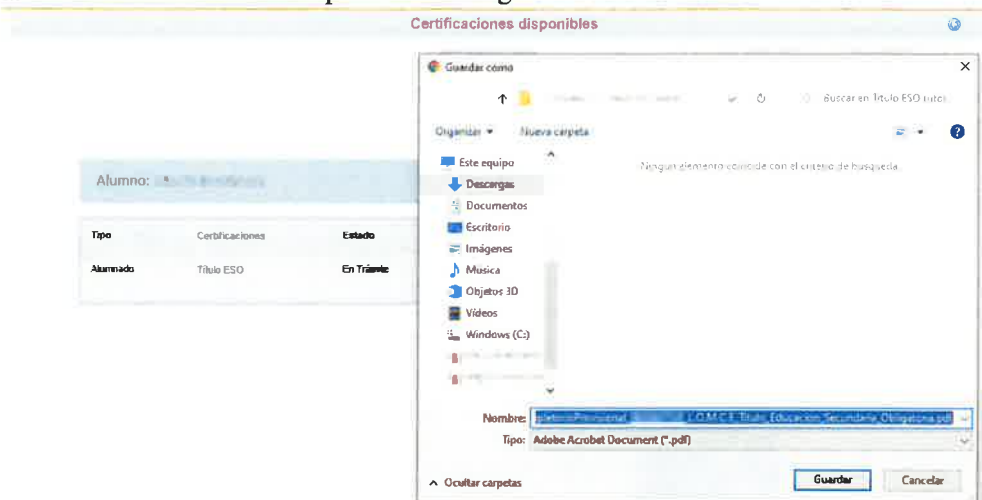 Certificaciones disponibles
Guardar como
Buscar en Título ESO
Organizar
Nueva carpeta
Ningún elemento coincide con el criterio de búsqueda.
Este equipo
Descargas
Documentos
Escritorio
Imágenes
Música
Objetos 3D
Vídeos
Windows (C:)
Alumno:
Tipo Certificaciones Estado
Alumnado Título ESO En Trámite
Nombre: L.O.M.C.E. Título Educación Secundaria Obligatoria.pdf
Tipo: Adobe Acrobat Document (*.pdf)
Ocultar carpetas
Guardar
Cancelar